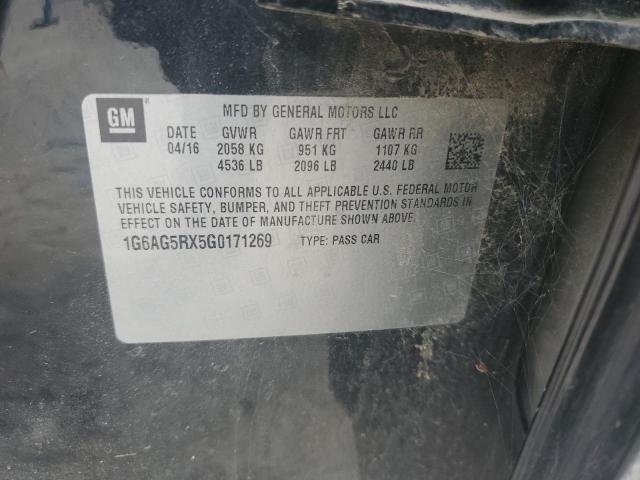 GM
MFD BY GENERAL MOTORS LLC
DATE GVWR GAWR FRT GAWR RR
04/16 2058 KG 951 KG 1107 KG
4536 LB 2096 LB 2440 LB
THIS VEHICLE CONFORMS TO ALL APPLICABLE U.S. FEDERAL MOTOR
VEHICLE SAFETY, BUMPER, AND THEFT PREVENTION STANDARDS IN
EFFECT ON THE DATE OF MANUFACTURE SHOWN ABOVE.
1G6AG5RX5G0171269 TYPE: PASS CAR